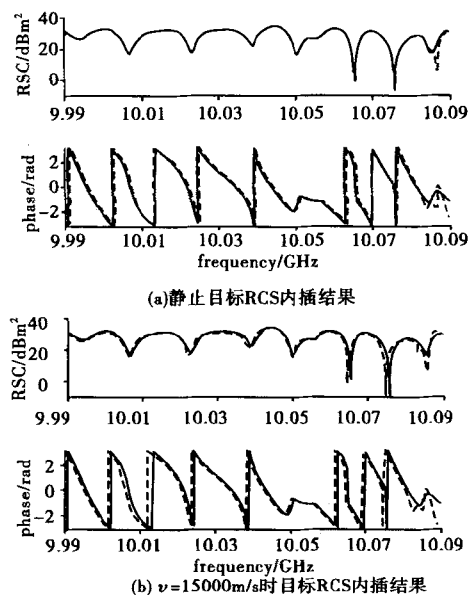 RSC/dBm²
40
20
0
9.99 10.01 10.03 10.05 10.07 10.09
phase/rad
2
0
−2
9.99 10.01 10.03 10.05 10.07 10.09
frequency/GHz
(a)静止目标RCS内插结果
RSC/dBm²
40
20
0
9.99 10.01 10.03 10.05 10.07 10.09
phase/rad
2
0
−2
9.99 10.01 10.03 10.05 10.07 10.09
frequency/GHz
(b) v=15000m/s时目标RCS内插结果